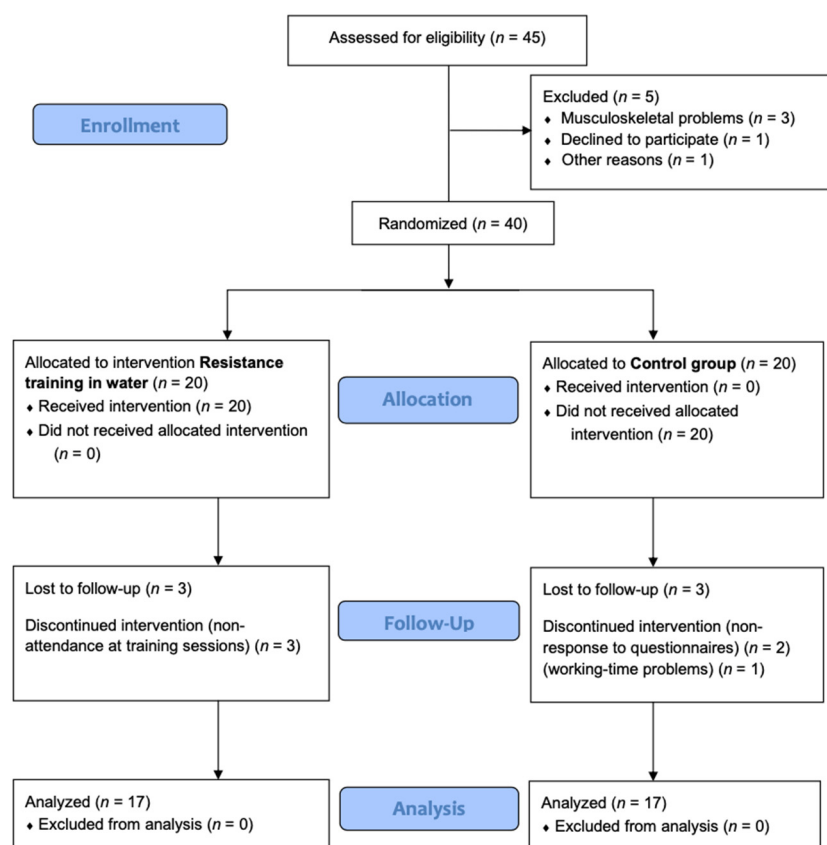 Assessed for eligibility (n = 45)
Enrollment
Excluded (n = 5)
♦ Musculoskeletal problems (n = 3)
♦ Declined to participate (n = 1)
♦ Other reasons (n = 1)
Randomized (n = 40)
Allocated to intervention Resistance
training in water (n = 20)
♦ Received intervention (n = 20)
♦ Did not received allocated intervention
(n = 0)
Allocation
Allocated to Control group (n = 20)
♦ Received intervention (n = 0)
♦ Did not received allocated
intervention (n = 20)
Lost to follow-up (n = 3)
Discontinued intervention (non-
attendance at training sessions) (n = 3)
Follow-Up
Lost to follow-up (n = 3)
Discontinued intervention (non-
response to questionnaires) (n = 2)
(working-time problems) (n = 1)
Analyzed (n = 17)
♦ Excluded from analysis (n = 0)
Analysis
Analyzed (n = 17)
♦ Excluded from analysis (n = 0)